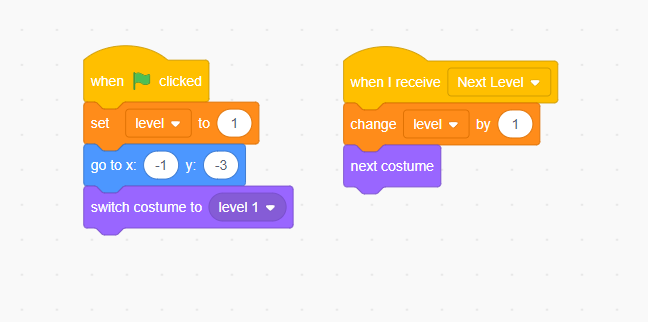 when clicked
set level to 1
go to x: -1 y: -3
switch costume to level 1
when I receive Next Level
change level by 1
next costume